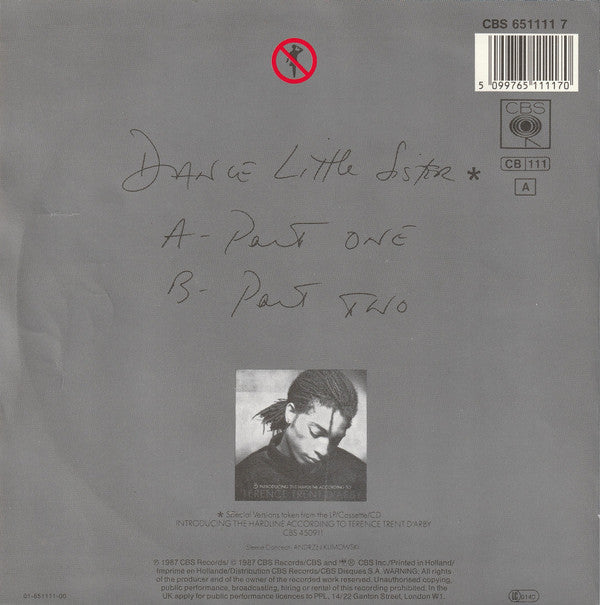 CBS 651111 7
5 099765 111170
CBS
CB 111
A
DANCE Little Sister *
A - Part ONE
B - Part TWO
INTRODUCING THE HARDLINE ACCORDING TO
TERENCE TRENT D'ARBY
* Special Versions taken from the LP/Cassette/CD
INTRODUCING THE HARDLINE ACCORDING TO TERENCE TRENT D'ARBY
CBS 450911
Sleeve Concept: ANDRZEJ KLIMOWSKI
℗ 1987 CBS Records/ © 1987 CBS Records/CBS and ® CBS Inc./Printed in Holland/
Imprime en Hollande/Distribution CBS Records/CBS Disques S.A. WARNING: All rights
of the producer end of the owner of the recorded work reserved. Unauthorised copying,
public performance, broadcasting, hiring or rental of this recording prohibited. In the
UK apply for public performance licences to PPL, 14/22 Ganton Street, London W1.
01-651111-00